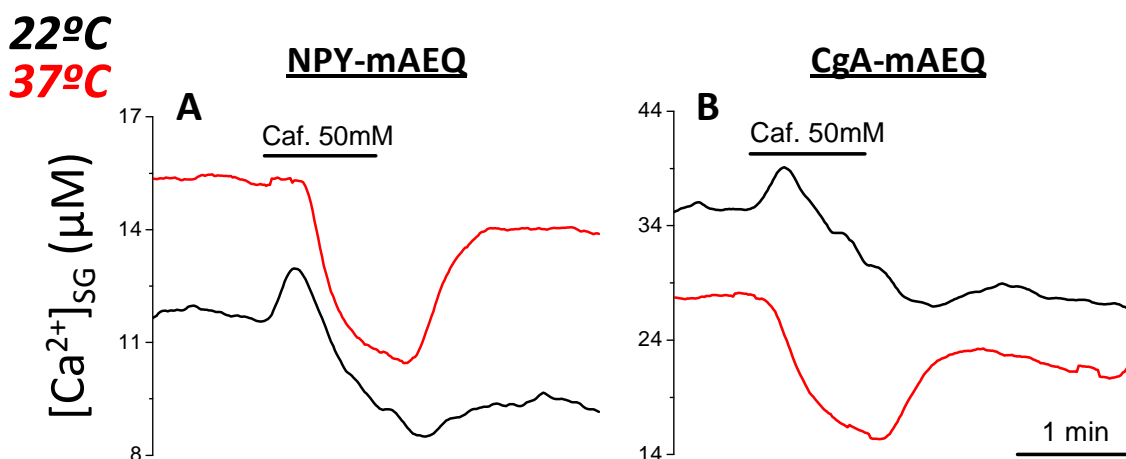 22ºC
37ºC
NPY-mAEQ
CgA-mAEQ
A
B
Caf. 50mM
Caf. 50mM
[Ca²⁺]SG (µM)
17
14
11
8
44
34
24
14
1 min